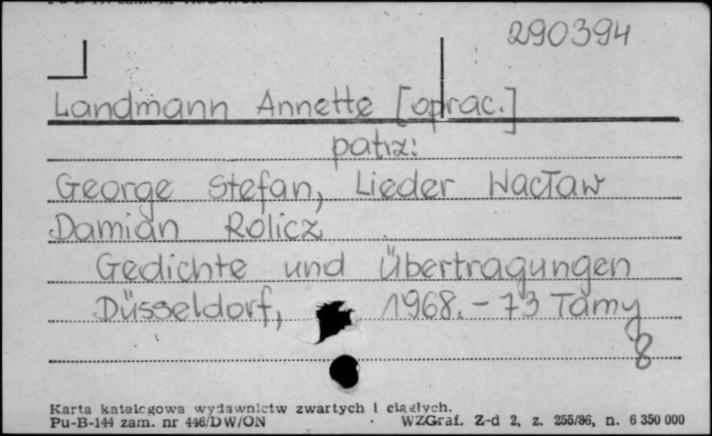 290394
Landmann Annette [oprac.]
patrz:
George Stefan, Lieder Wacław
Damian Rolicz
Gedichte und Übertragungen
Düsseldorf, 1968.-73 Tamy
8
Karta katalogowa wydawnictw zwartych i ciągłych.
Pu-B-144 zam. nr 446/DW/ON WZGraf. Z-d 2, z. 255/86, n. 6 350 000